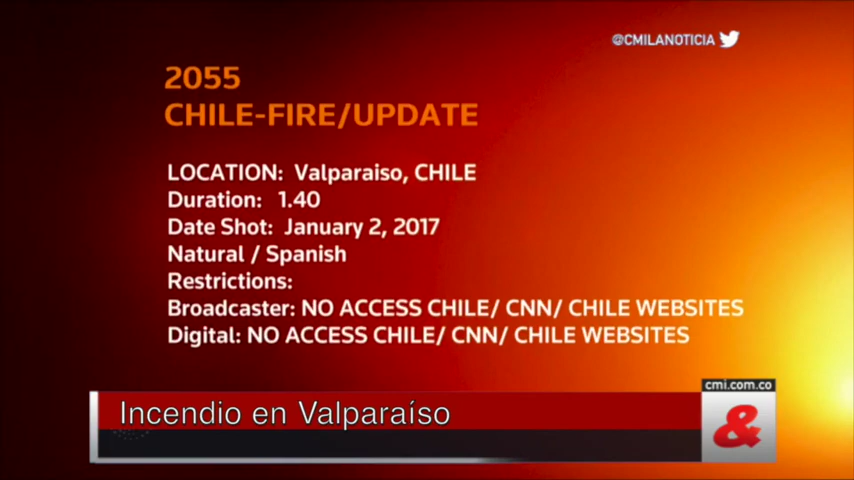 @CMILANOTICIA
2055
CHILE-FIRE/UPDATE
LOCATION: Valparaiso, CHILE
Duration: 1.40
Date Shot: January 2, 2017
Natural / Spanish
Restrictions:
Broadcaster: NO ACCESS CHILE/ CNN/ CHILE WEBSITES
Digital: NO ACCESS CHILE/ CNN/ CHILE WEBSITES
cmi.com.co
Incendio en Valparaíso
&